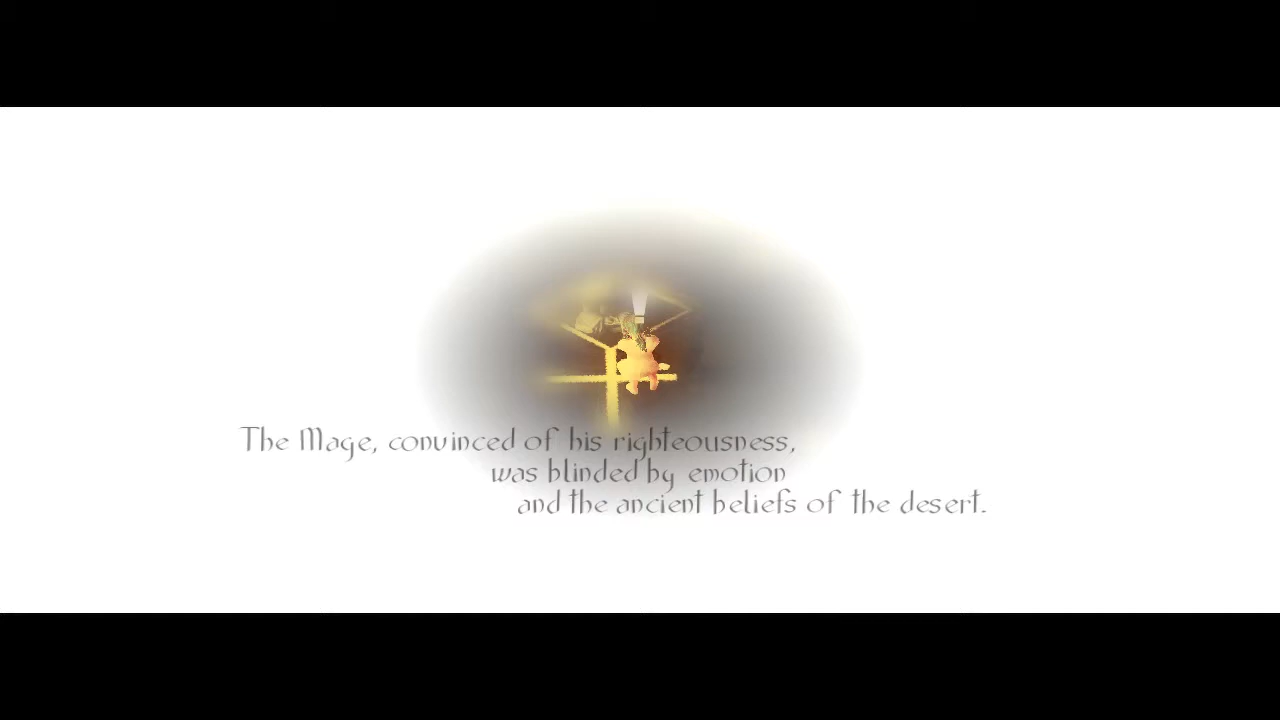 The Mage, convinced of his righteousness,
was blinded by emotion
and the ancient beliefs of the desert.